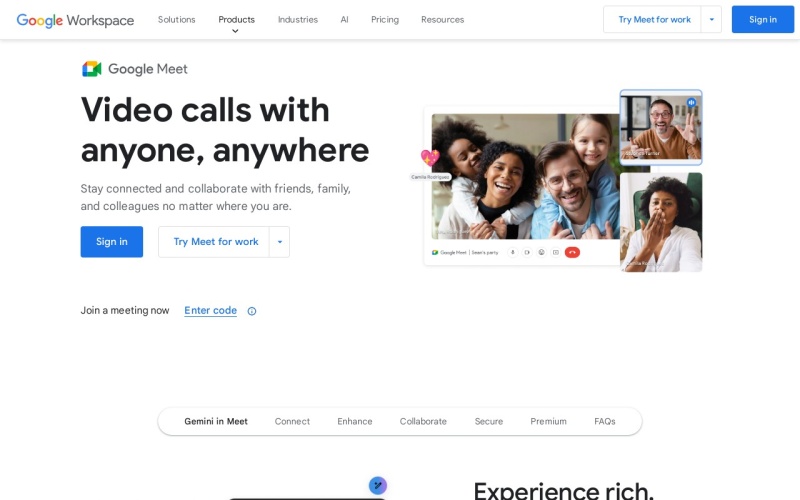 Google Workspace
Solutions
Products
Industries
AI
Pricing
Resources
Try Meet for work
Sign in
Google Meet
Video calls with
anyone, anywhere
Stay connected and collaborate with friends, family,
and colleagues no matter where you are.
Sign in
Try Meet for work
Camila Rodriguez
Google Meet | Sean's party
Join a meeting now
Enter code
Gemini in Meet
Connect
Enhance
Collaborate
Secure
Premium
FAQs
Experience rich,